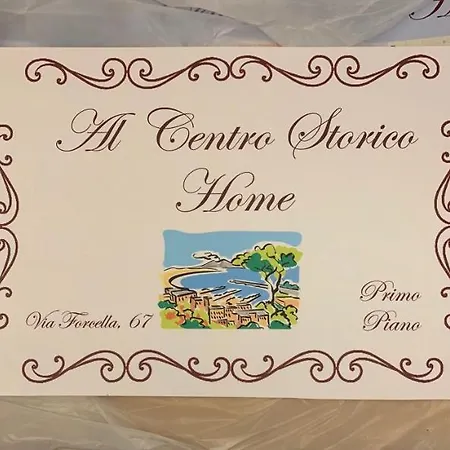 Al Centro Storico
Home
Via Forcella, 67
Primo
Piano